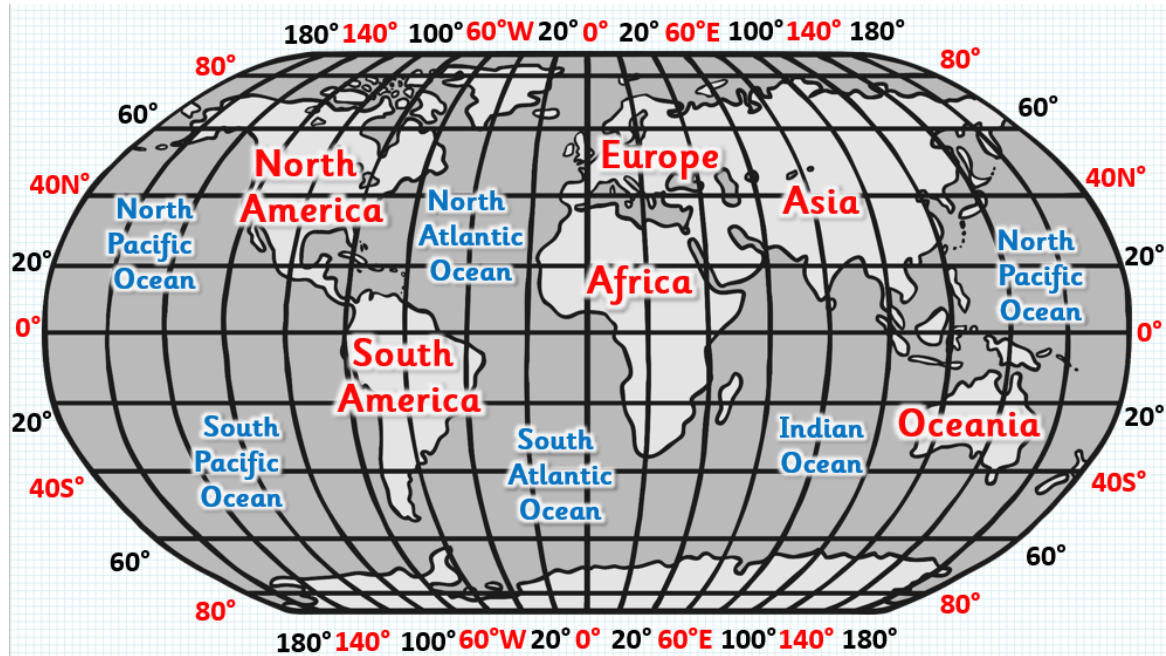 180° 140° 100° 60°W 20° 0° 20° 60°E 100° 140° 180°
80° 80°
60° 60°
North
America
Europe
Asia
40N° 40N°
North
Pacific
Ocean
North
Atlantic
Ocean
North
Pacific
Ocean
20° 20°
Africa
0° 0°
South
America
20° 20°
Oceania
South
Pacific
Ocean
South
Atlantic
Ocean
Indian
Ocean
40S° 40S°
60° 60°
80° 80°
180° 140° 100° 60°W 20° 0° 20° 60°E 100° 140° 180°